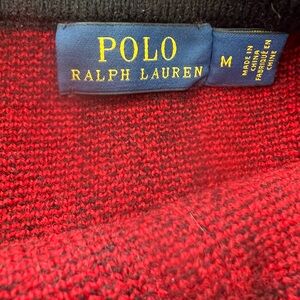 POLO
RALPH LAUREN
M
MADE IN
CHINA
FABRIQUÉ EN
CHINE